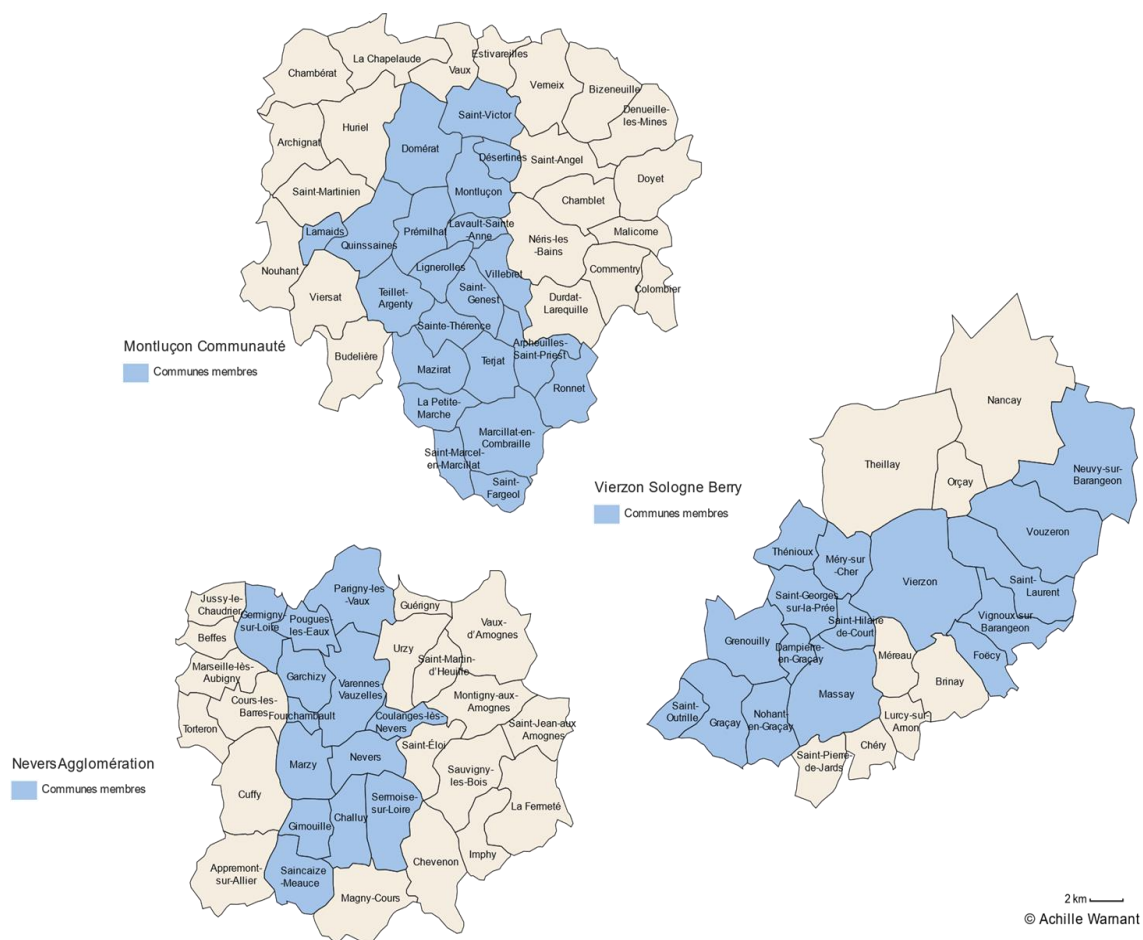 Chambérat
La Chapelaude
Vaux
Estivareilles
Verneix
Bizeneuille
Deneuille-
les-Mines
Archignat
Huriel
Domérat
Saint-Victor
Désertines
Saint-Angel
Doyet
Saint-Martinien
Montluçon
Chamblet
Lamaids
Quinssaines
Prémilhat
Lavault-Sainte
-Anne
Néris-les
-Bains
Malicorne
Nouhant
Viersat
Teillet-
Argenty
Lignerolles
Saint-
Genest
Villebret
Commentry
Colombier
Durdat-
Larequille
Sainte-Thérence
Budelière
Mazirat
Terjat
Arpheuilles-
Saint-Priest
Ronnet
La Petite-
Marche
Marcillat-en-
Combraille
Saint-Marcel-
en-Marcillat
Saint-
Fargeol
Montluçon Communauté
Communes membres
Vierzon Sologne Berry
Communes membres
Nancay
Theillay
Orçay
Neuvy-sur-
Barangeon
Vouzeron
Thénioux
Méry-sur
-Cher
Vierzon
Saint-
Laurent
Saint-Georges
sur-la-Prée
Saint-Hilaire
de-Court
Vignoux sur
Barangeon
Grenouilly
Dampierre-
en-Graçay
Méreau
Foëcy
Brinay
Massay
Saint-
Outrille
Graçay
Nohant-
en-Graçay
Lurcy-sur-
Arnon
Chéry
Saint-Pierre-
de-Jards
Jussy-le-
Chaudrier
Germigny-
sur-Loire
Pougues-
les-Eaux
Parigny-les
-Vaux
Guérigny
Vaux-
d'Amognes
Beffes
Urzy
Saint-Martin-
d'Heuille
Marseille-lès-
Aubigny
Garchizy
Varennes-
Vauzelles
Montigny-aux-
Amognes
Cours-les-
Barres
Fourchambault
Coulanges-lès-
Nevers
Saint-Jean-aux
Amognes
Torteron
Saint-Éloi
Marzy
Nevers
Sauvigny-
les-Bois
Cuffy
Sermoise-
sur-Loire
La Fermeté
Gimouille
Challuy
Imphy
Chevenon
Appremont-
sur-Allier
Saincaize
-Meauce
Magny-Cours
NeversAgglomération
Communes membres
2 km
© Achille Warnant